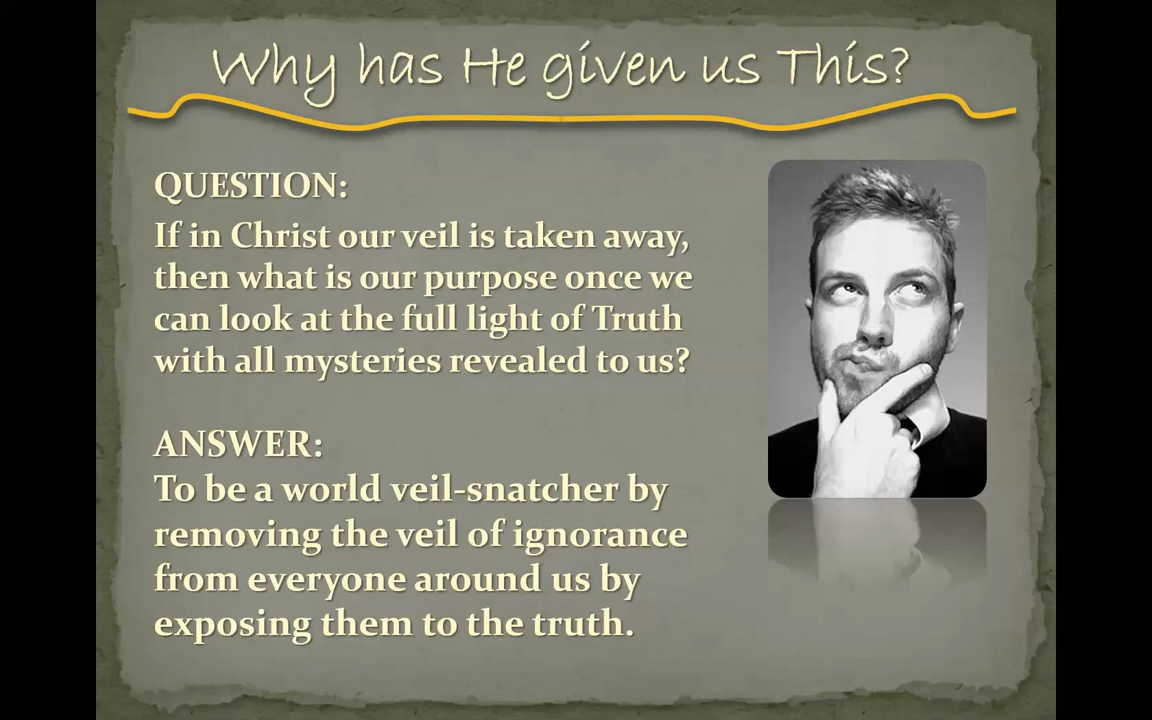 Why has He given us This?
QUESTION:
If in Christ our veil is taken away,
then what is our purpose once we
can look at the full light of Truth
with all mysteries revealed to us?
ANSWER:
To be a world veil-snatcher by
removing the veil of ignorance
from everyone around us by
exposing them to the truth.